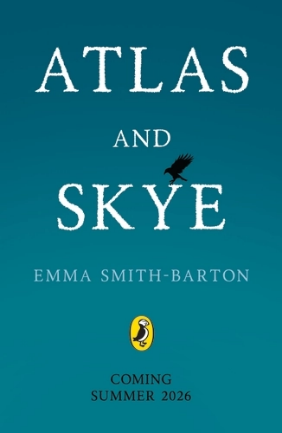 ATLAS
AND
SKYE
EMMA SMITH-BARTON
COMING
SUMMER 2026